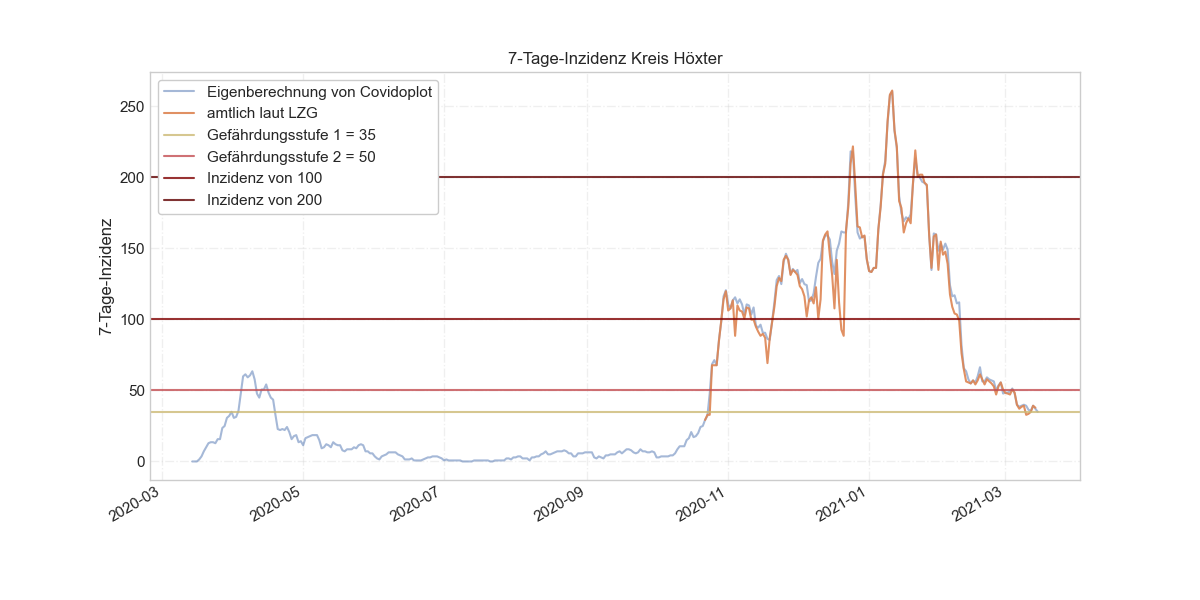 7-Tage-Inzidenz Kreis Höxter
Eigenberechnung von Covidoplot
amtlich laut LZG
Gefährdungsstufe 1 = 35
Gefährdungsstufe 2 = 50
Inzidenz von 100
Inzidenz von 200
7-Tage-Inzidenz
250
200
150
100
50
0
2020-03
2020-05
2020-07
2020-09
2020-11
2021-01
2021-03